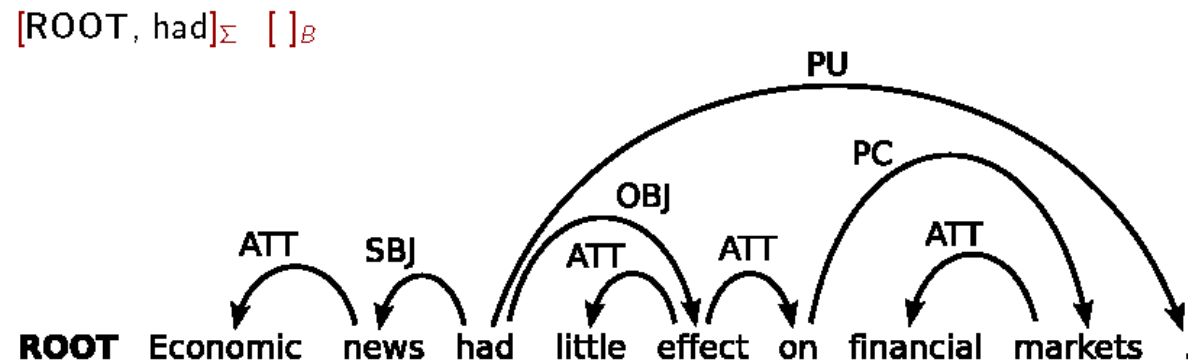 [ROOT, had]Σ [ ]B
PU
PC
OBJ
ATT SBJ ATT ATT ATT
ROOT Economic news had little effect on financial markets .